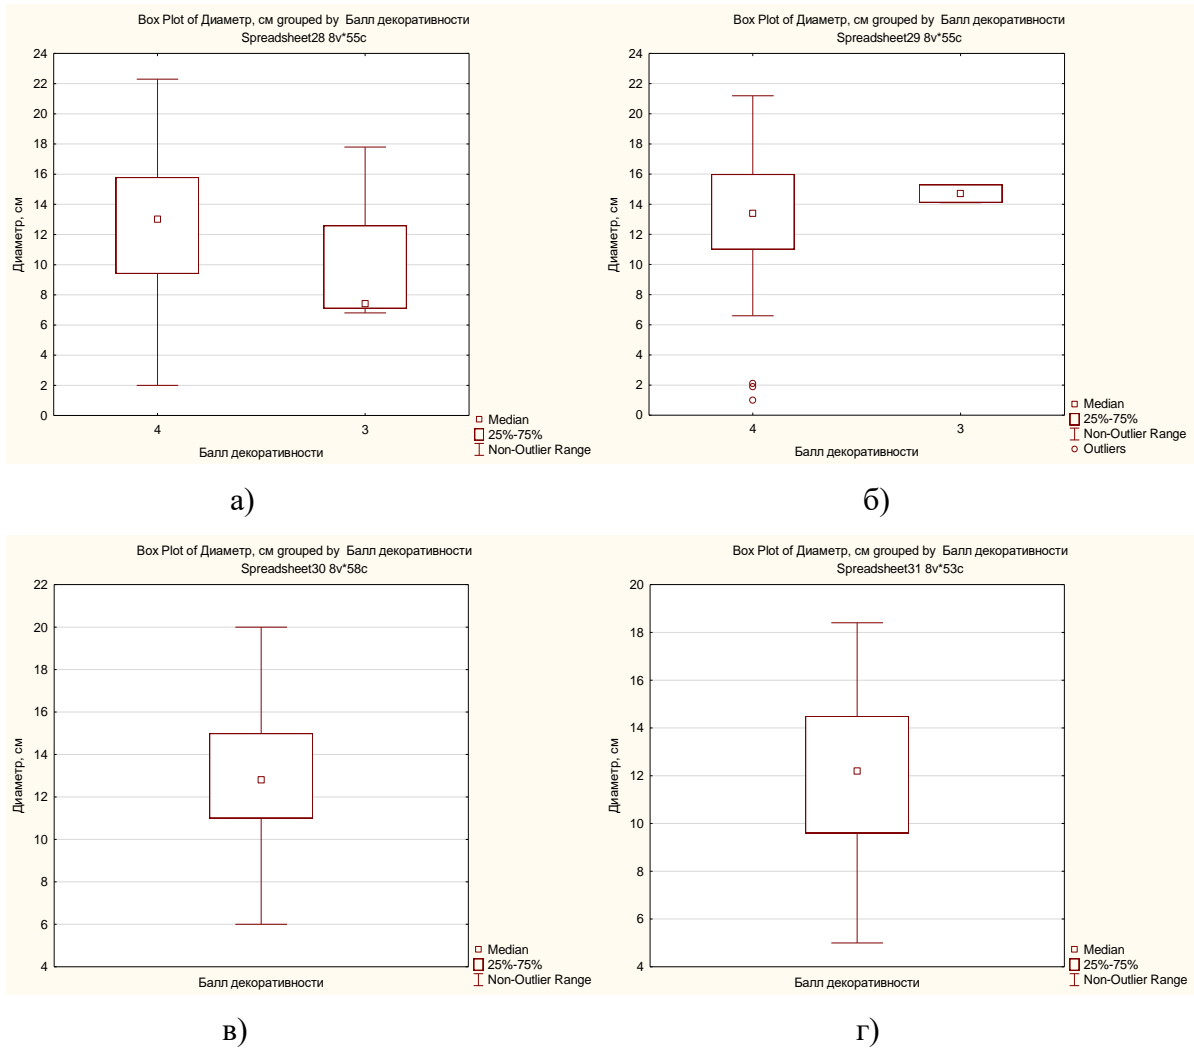 Box Plot of Диаметр, см grouped by Балл декоративности
Spreadsheet28 8v*55c
24
22
20
18
16
14
12
10
8
6
4
2
0
Диаметр, см
4 3
Балл декоративности
Median
25%-75%
Non-Outlier Range
а)
Box Plot of Диаметр, см grouped by Балл декоративности
Spreadsheet29 8v*55c
24
22
20
18
16
14
12
10
8
6
4
2
0
Диаметр, см
4 3
Балл декоративности
Median
25%-75%
Non-Outlier Range
Outliers
б)
Box Plot of Диаметр, см grouped by Балл декоративности
Spreadsheet30 8v*58c
22
20
18
16
14
12
10
8
6
4
Диаметр, см
Балл декоративности
Median
25%-75%
Non-Outlier Range
в)
Box Plot of Диаметр, см grouped by Балл декоративности
Spreadsheet31 8v*53c
20
18
16
14
12
10
8
6
4
Диаметр, см
Балл декоративности
Median
25%-75%
Non-Outlier Range
г)